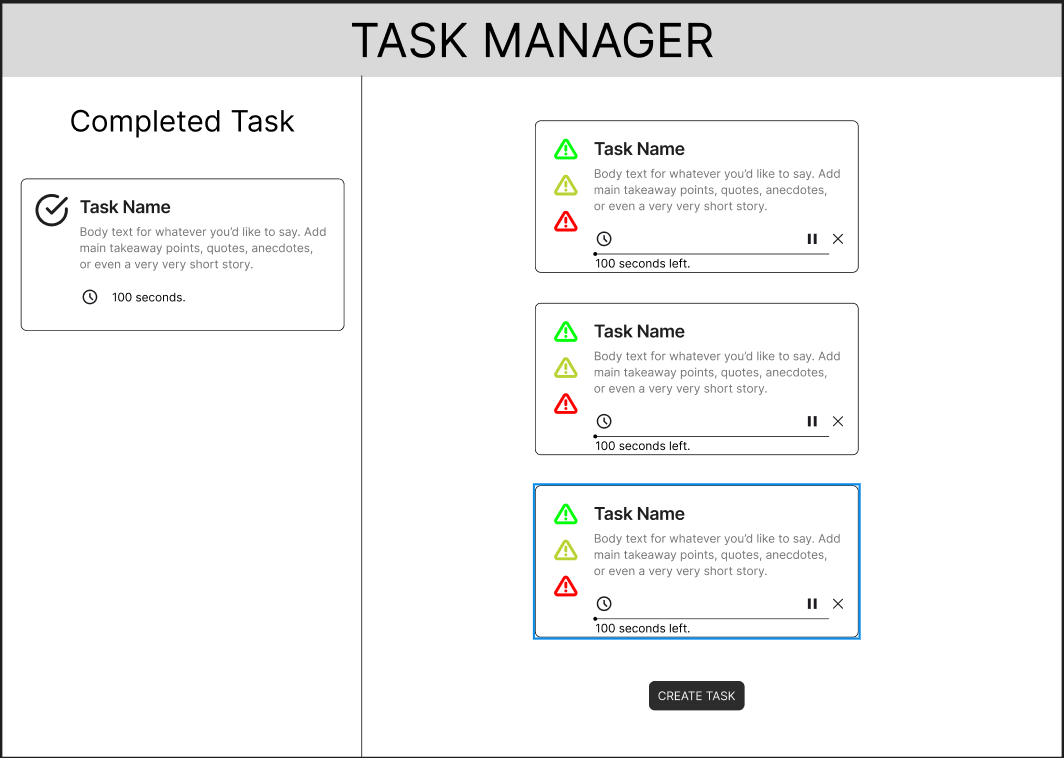 TASK MANAGER
Completed Task
Task Name
Body text for whatever you’d like to say. Add
main takeaway points, quotes, anecdotes,
or even a very very short story.
100 seconds.
Task Name
Body text for whatever you’d like to say. Add
main takeaway points, quotes, anecdotes,
or even a very very short story.
100 seconds left.
Task Name
Body text for whatever you’d like to say. Add
main takeaway points, quotes, anecdotes,
or even a very very short story.
100 seconds left.
Task Name
Body text for whatever you’d like to say. Add
main takeaway points, quotes, anecdotes,
or even a very very short story.
100 seconds left.
CREATE TASK